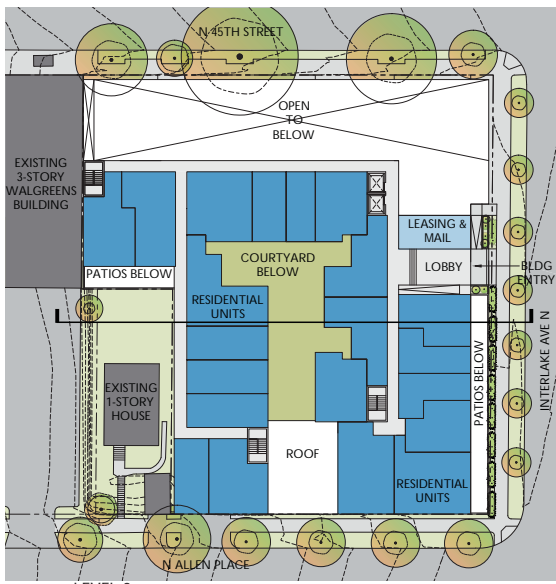 N 45TH STREET
OPEN
TO
BELOW
EXISTING
3-STORY
WALGREENS
BUILDING
LEASING &
MAIL
COURTYARD
BELOW
LOBBY
BLDG
ENTRY
PATIOS BELOW
RESIDENTIAL
UNITS
INTERLAKE AVE N
PATIOS BELOW
EXISTING
1-STORY
HOUSE
ROOF
RESIDENTIAL
UNITS
N ALLEN PLACE